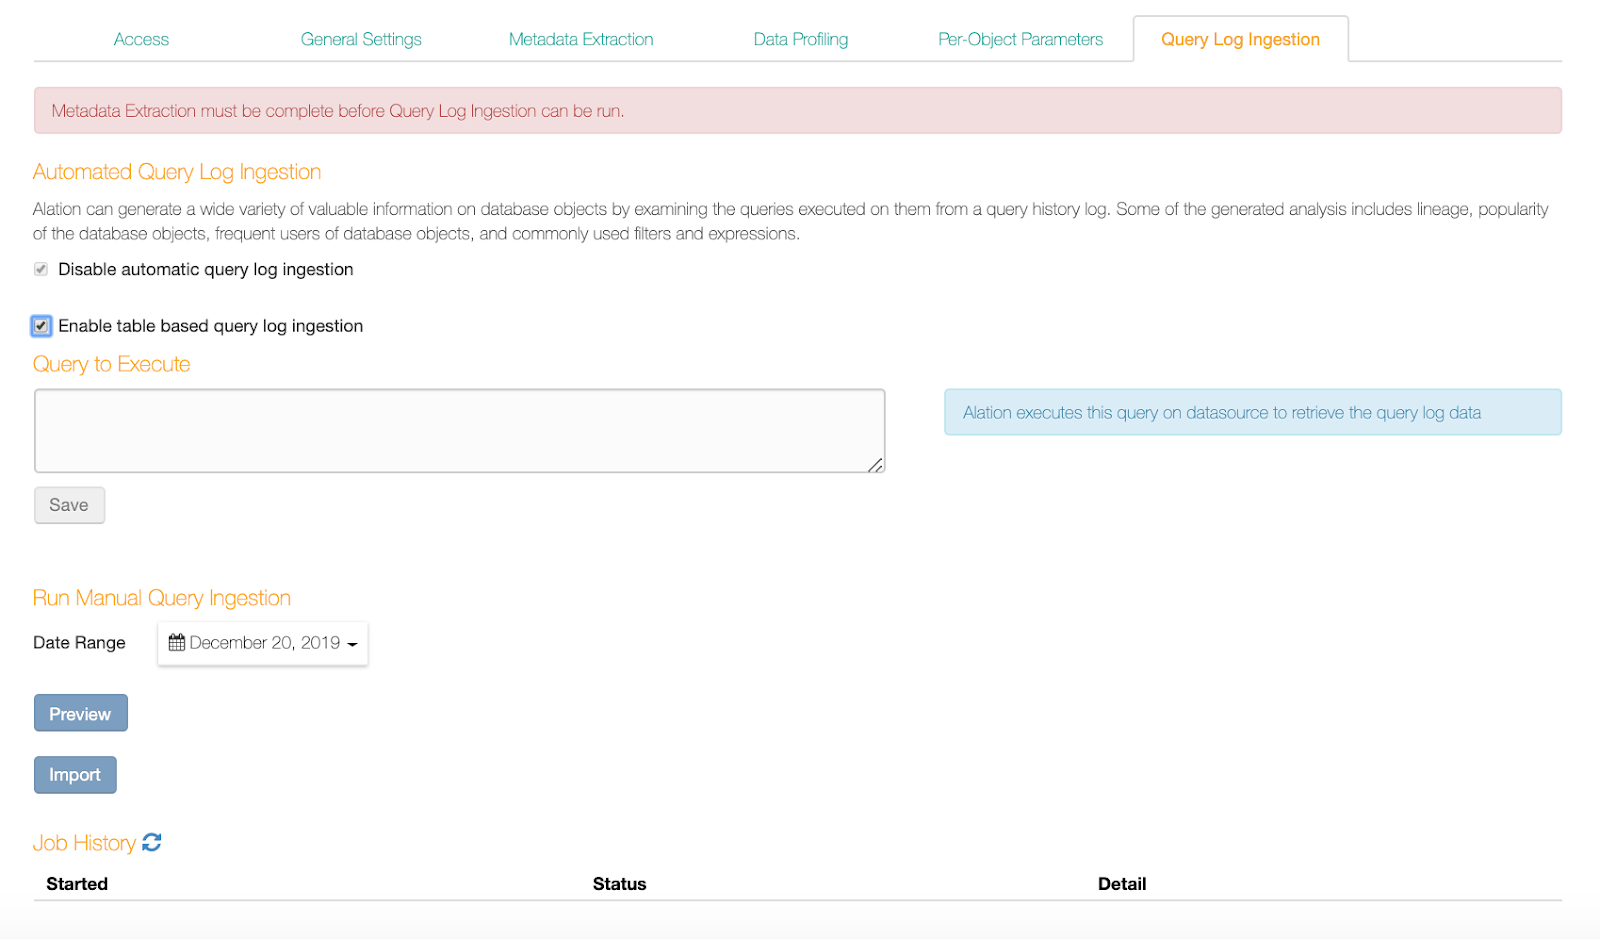 Access
General Settings
Metadata Extraction
Data Profiling
Per-Object Parameters
Query Log Ingestion
Metadata Extraction must be complete before Query Log Ingestion can be run.
Automated Query Log Ingestion
Alation can generate a wide variety of valuable information on database objects by examining the queries executed on them from a query history log. Some of the generated analysis includes lineage, popularity
of the database objects, frequent users of database objects, and commonly used filters and expressions.
Disable automatic query log ingestion
Enable table based query log ingestion
Query to Execute
Alation executes this query on datasource to retrieve the query log data
Save
Run Manual Query Ingestion
Date Range
December 20, 2019
Preview
Import
Job History
Started
Status
Detail